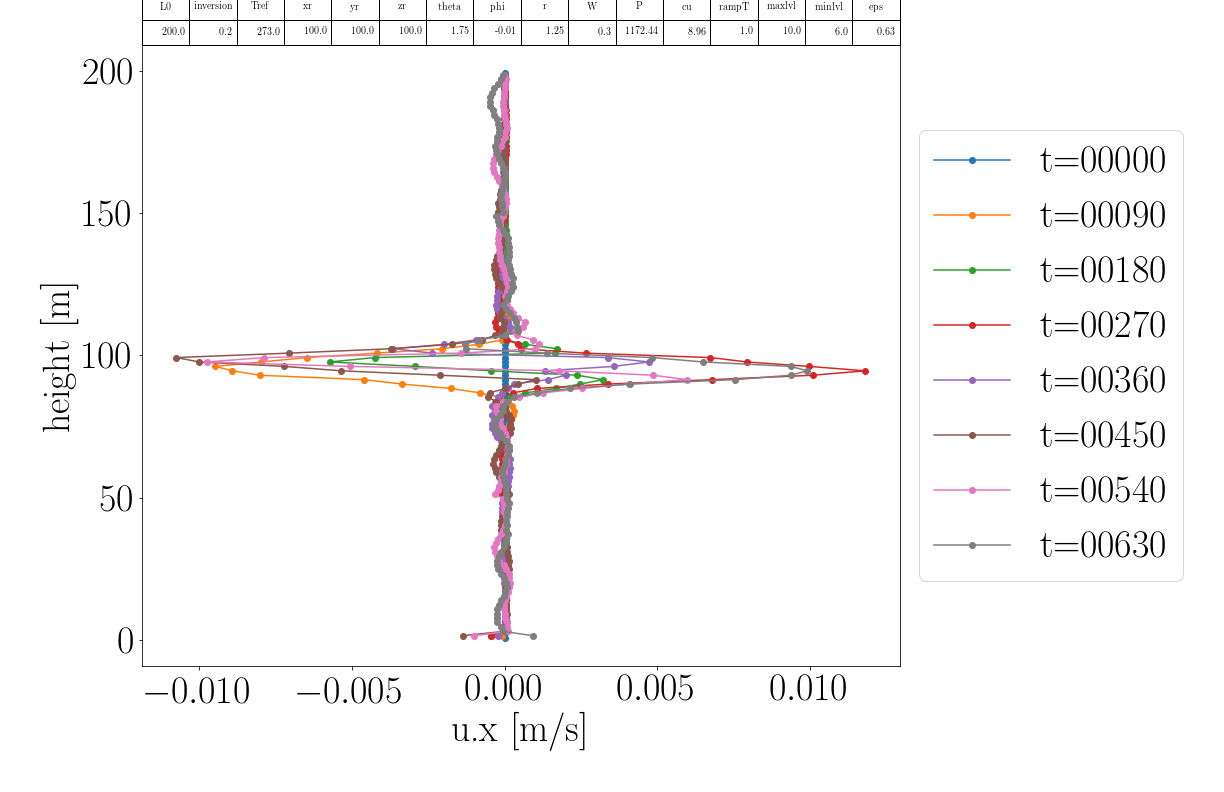 L0 inversion Tref xr yr zr theta phi r W P cu rampT maxlvl minlvl eps
200.0 0.2 273.0 100.0 100.0 100.0 1.75 -0.01 1.25 0.3 1172.44 8.96 1.0 10.0 6.0 0.63
200
150
100
50
0
height [m]
−0.010 −0.005 0.000 0.005 0.010
u.x [m/s]
t=00000
t=00090
t=00180
t=00270
t=00360
t=00450
t=00540
t=00630